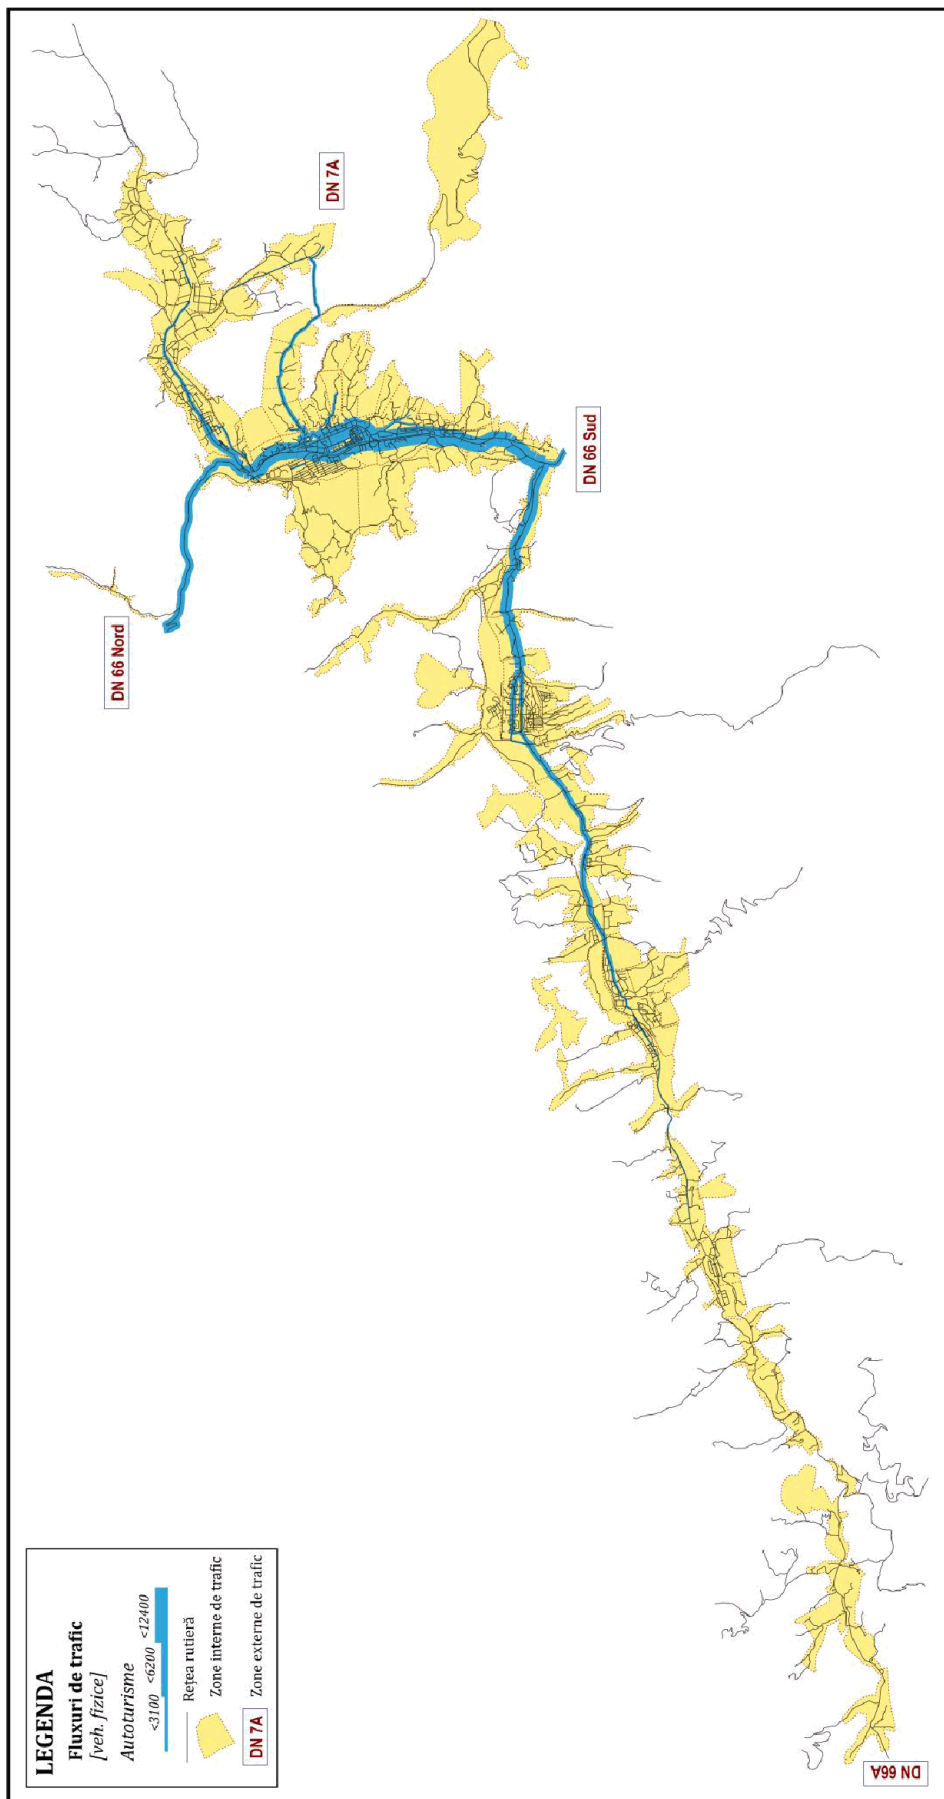 DN 7A
DN 66 Sud
DN 66 Nord
DN 66A
LEGENDA
Fluxuri de trafic
[veh. fizice]
Autoturisme
<3100 <6200 <12400
Rețea rutieră
Zone interne de trafic
DN 7A Zone externe de trafic